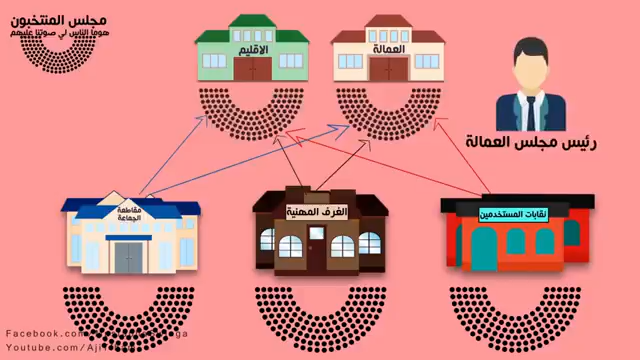 مجلس المنتخبون
هوما الناس لي صوتنا عليهم
الاقليم
العمالة
رئيس مجلس العمالة
مقاطعة
الجماعة
الغرف المهنية
نقابات المستخدمين
Facebook.com
Youtube.com/Aji